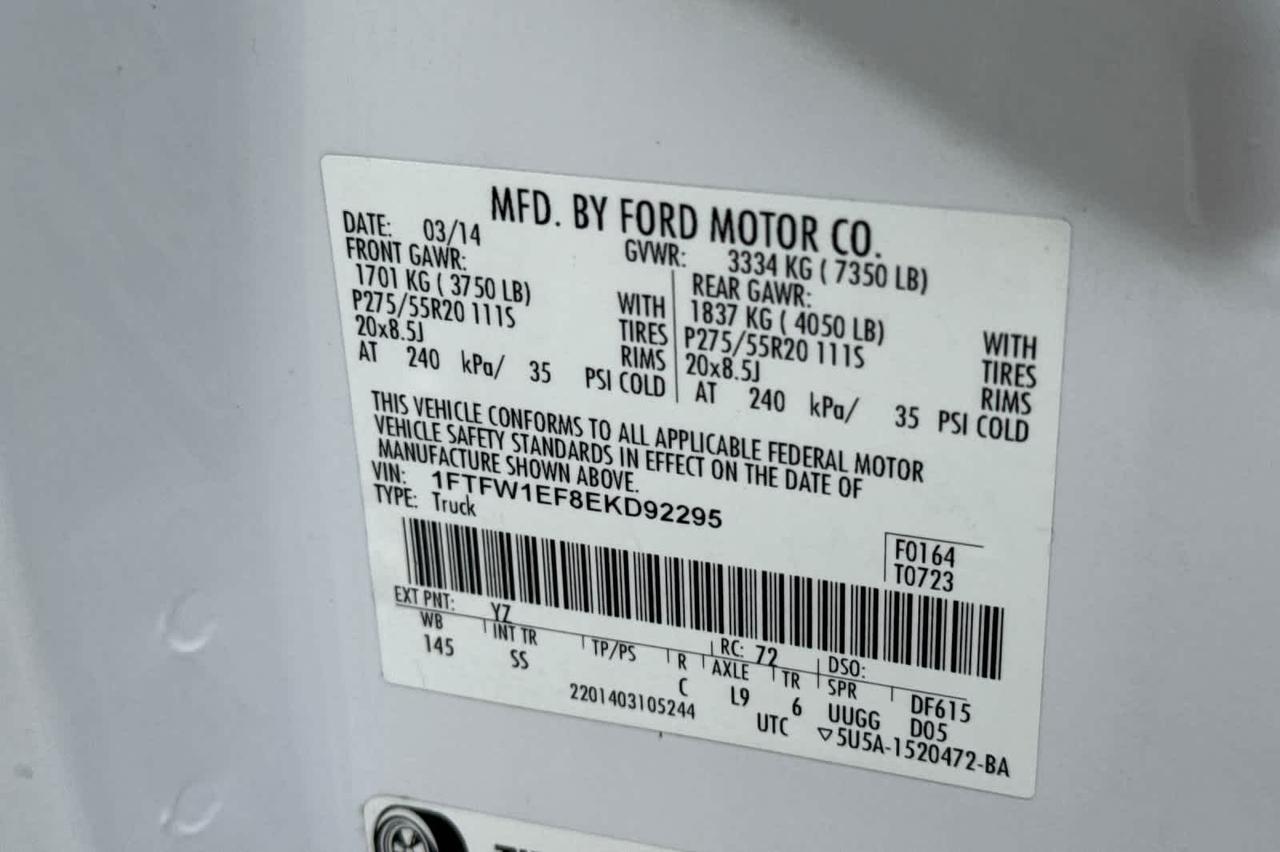 MFD. BY FORD MOTOR CO.
DATE: 03/14 GVWR: 3334 KG ( 7350 LB)
FRONT GAWR: REAR GAWR:
1701 KG ( 3750 LB) WITH 1837 KG ( 4050 LB) WITH
P275/55R20 111S TIRES P275/55R20 111S TIRES
20x8.5J RIMS 20x8.5J RIMS
AT 240 kPa/ 35 PSI COLD AT 240 kPa/ 35 PSI COLD
THIS VEHICLE CONFORMS TO ALL APPLICABLE FEDERAL MOTOR
VEHICLE SAFETY STANDARDS IN EFFECT ON THE DATE OF
MANUFACTURE SHOWN ABOVE.
VIN: 1FTFW1EF8EKD92295
TYPE: Truck
F0164
T0723
EXT PNT: YZ RC: 72 DSO:
WB INT TR TP/PS R AXLE TR SPR DF615
145 SS C L9 6 UUGG D05
2201403105244 UTC ▽5U5A-1520472-BA